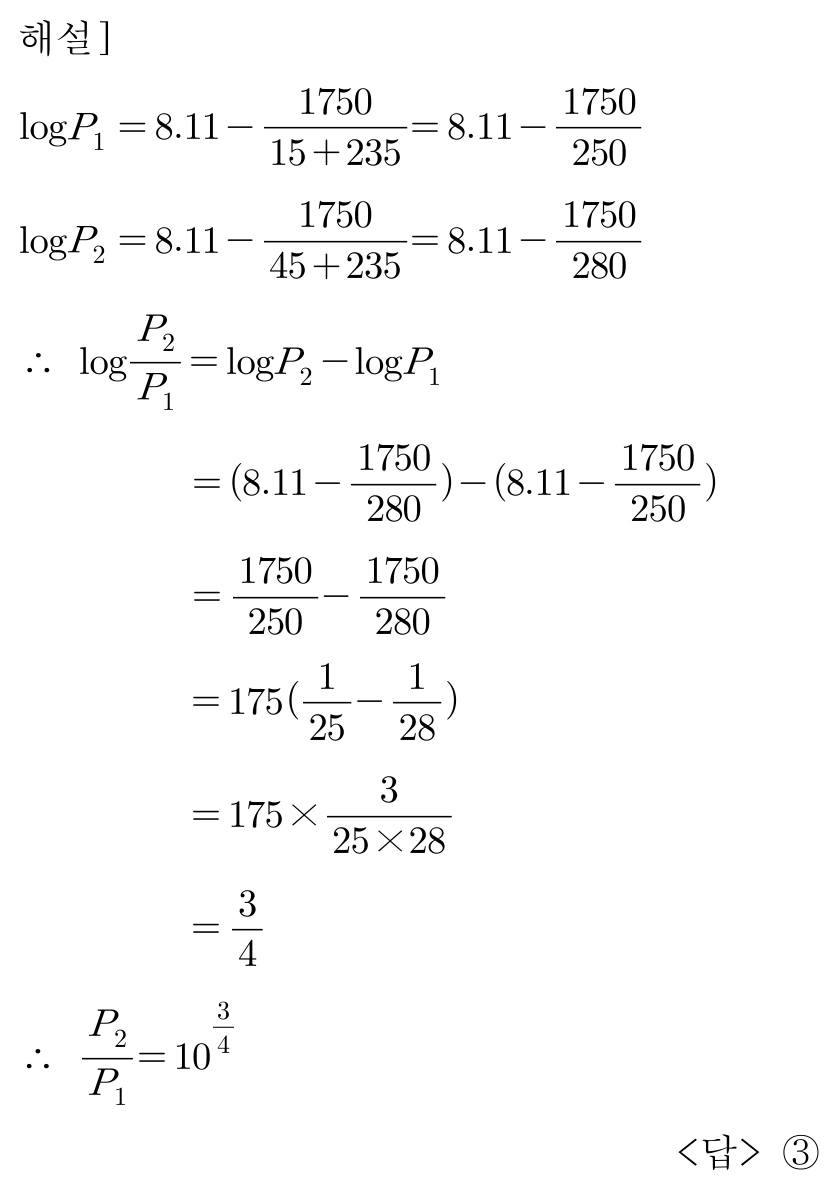 해설]
logP₁ = 8.11 − 1750/(15+235) = 8.11 − 1750/250
logP₂ = 8.11 − 1750/(45+235) = 8.11 − 1750/280
∴ log P₂/P₁ = logP₂ − logP₁
= (8.11 − 1750/280) − (8.11 − 1750/250)
= 1750/250 − 1750/280
= 175(1/25 − 1/28)
= 175 × 3/(25×28)
= 3/4
∴ P₂/P₁ = 10^(3/4)
<답> ③